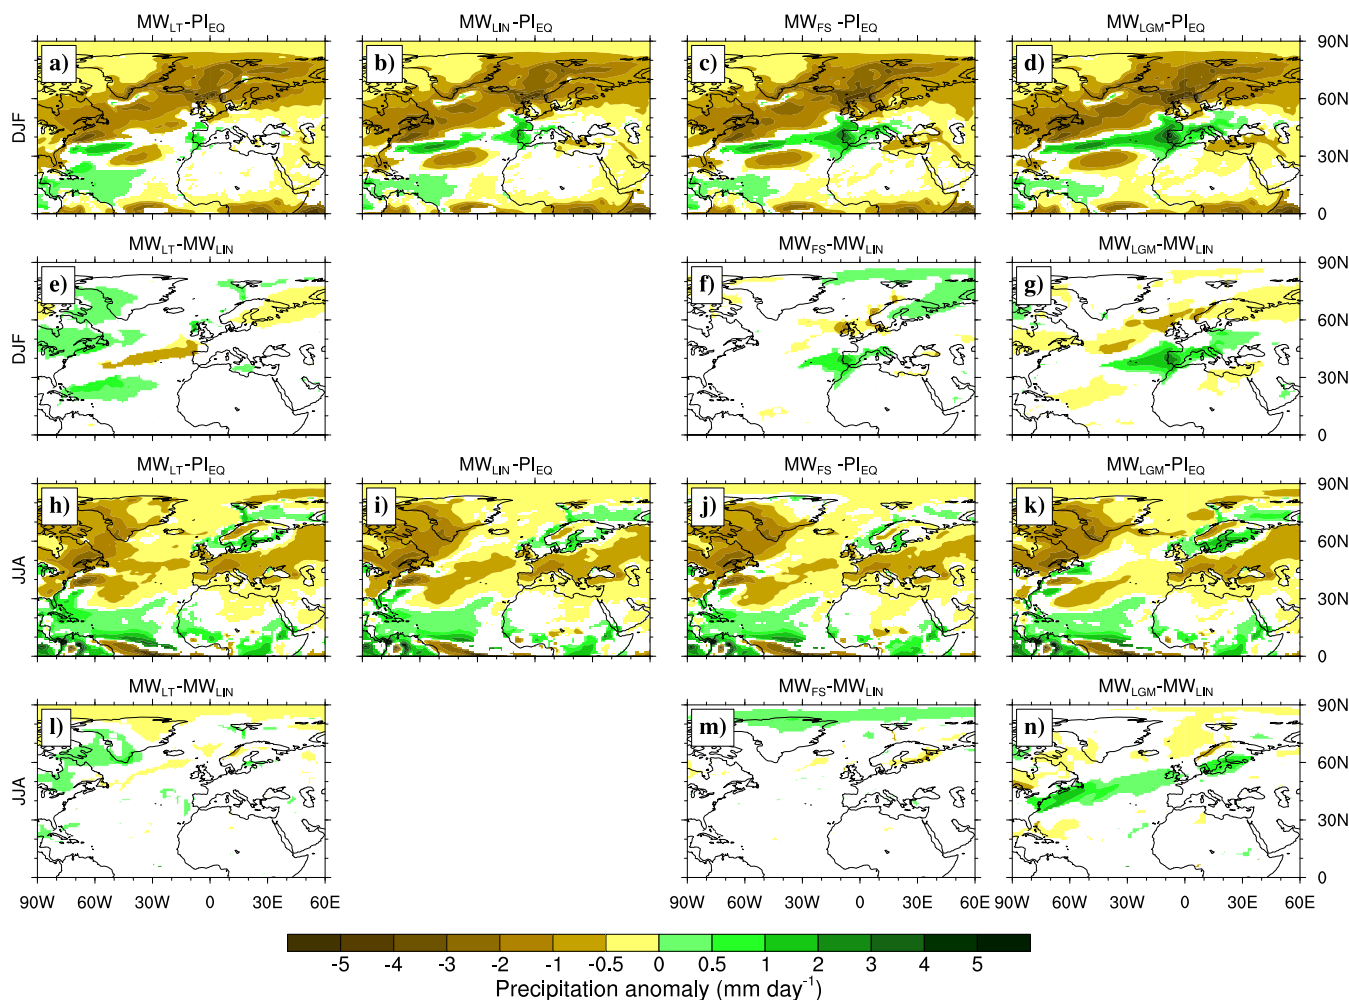 MW_LT-PI_EQ MW_LIN-PI_EQ MW_FS -PI_EQ MW_LGM-PI_EQ
a) b) c) d) 90N
60N
DJF
30N
0
MW_LT-MW_LIN MW_FS-MW_LIN MW_LGM-MW_LIN
e) f) g) 90N
60N
DJF
30N
0
MW_LT-PI_EQ MW_LIN-PI_EQ MW_FS -PI_EQ MW_LGM-PI_EQ
h) i) j) k) 90N
60N
JJA
30N
0
MW_LT-MW_LIN MW_FS-MW_LIN MW_LGM-MW_LIN
l) m) n) 90N
60N
JJA
30N
0
90W 60W 30W 0 30E 60E 90W 60W 30W 0 30E 60E 90W 60W 30W 0 30E 60E
-5 -4 -3 -2 -1 -0.5 0 0.5 1 2 3 4 5
Precipitation anomaly (mm day⁻¹)